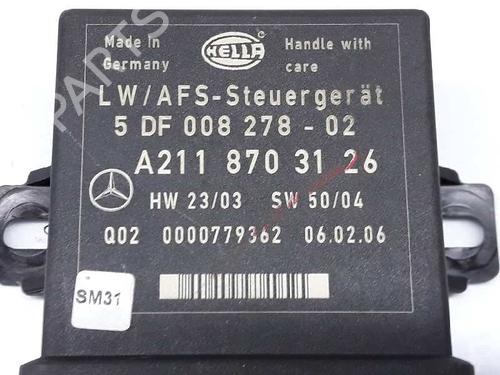 Made in
Germany
HELLA
Handle with
care
LW/AFS-Steuergerät
5 DF 008 278 - 02
A211 870 31 26
HW 23/03 SW 50/04
Q02 0000779362 06.02.06
SM31
PARTS